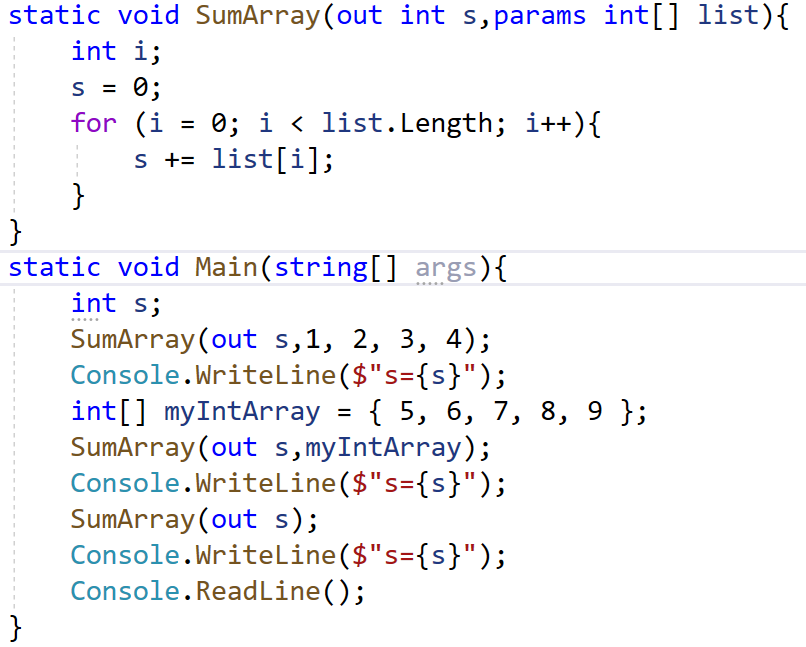 static void SumArray(out int s,params int[] list){
    int i;
    s = 0;
    for (i = 0; i < list.Length; i++){
        s += list[i];
    }
}
static void Main(string[] args){
    int s;
    SumArray(out s,1, 2, 3, 4);
    Console.WriteLine($"s={s}");
    int[] myIntArray = { 5, 6, 7, 8, 9 };
    SumArray(out s,myIntArray);
    Console.WriteLine($"s={s}");
    SumArray(out s);
    Console.WriteLine($"s={s}");
    Console.ReadLine();
}